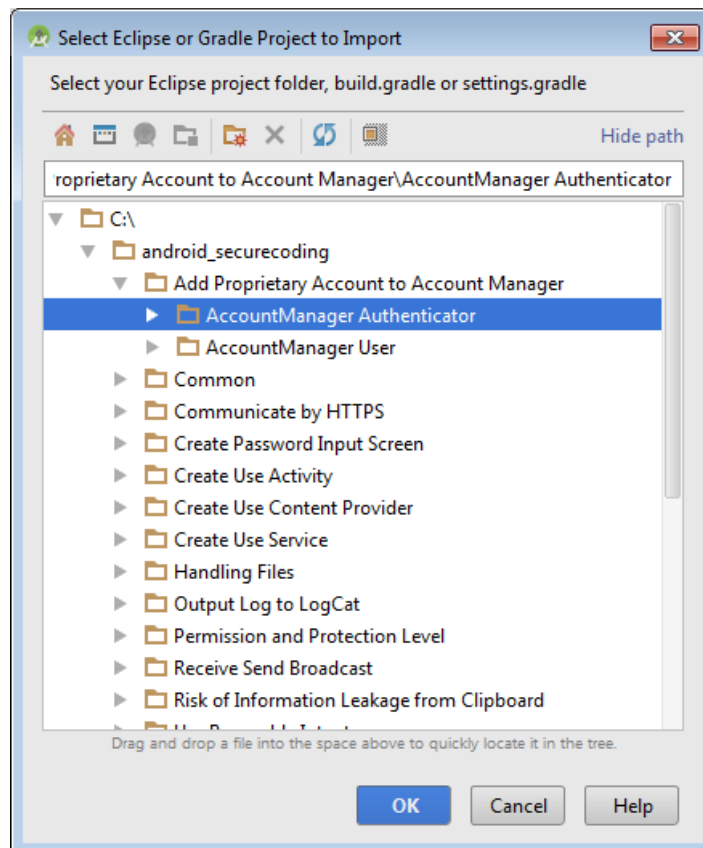 Select Eclipse or Gradle Project to Import
Select your Eclipse project folder, build.gradle or settings.gradle
Hide path
roprietary Account to Account Manager\AccountManager Authenticator
C:\
android_securecoding
Add Proprietary Account to Account Manager
AccountManager Authenticator
AccountManager User
Common
Communicate by HTTPS
Create Password Input Screen
Create Use Activity
Create Use Content Provider
Create Use Service
Handling Files
Output Log to LogCat
Permission and Protection Level
Receive Send Broadcast
Risk of Information Leakage from Clipboard
Drag and drop a file into the space above to quickly locate it in the tree.
OK
Cancel
Help